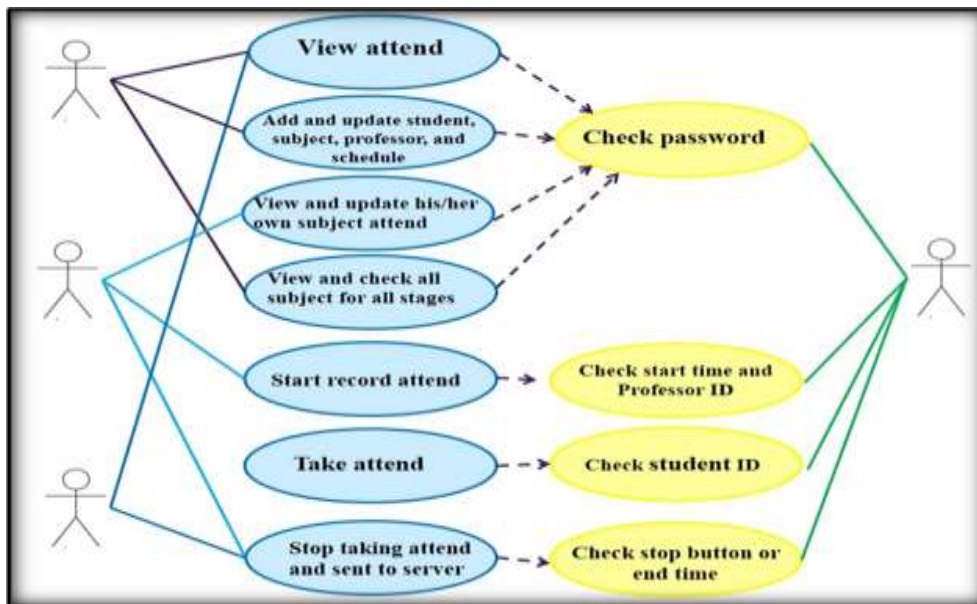 View attend
Add and update student,
subject, professor, and
schedule
Check password
View and update his/her
own subject attend
View and check all
subject for all stages
Start record attend
Check start time and
Professor ID
Take attend
Check student ID
Stop taking attend
and sent to server
Check stop button or
end time